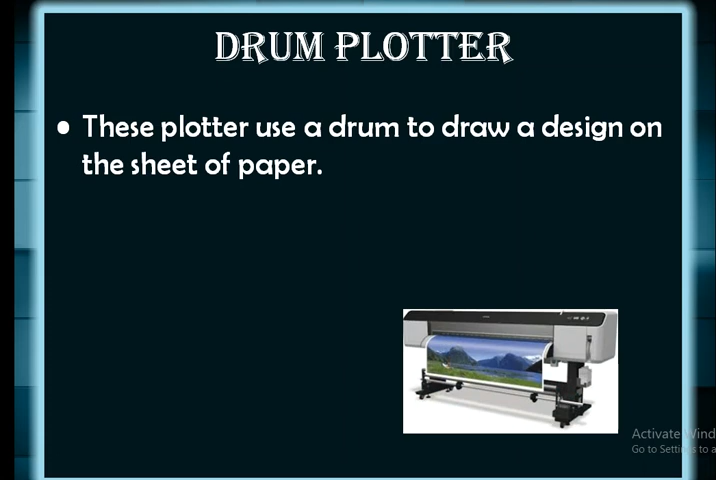 DRUM PLOTTER
• These plotter use a drum to draw a design on
the sheet of paper.
Activate Wind
Go to Settings to a